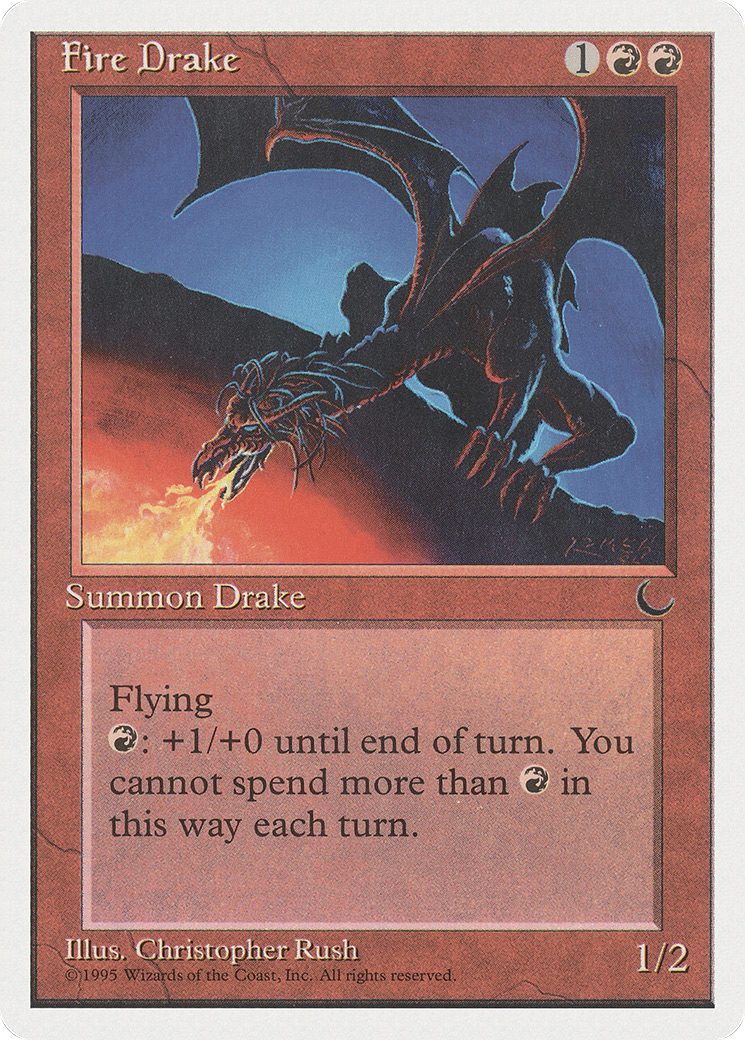 Fire Drake 1
Summon Drake
Flying
: +1/+0 until end of turn. You
cannot spend more than in
this way each turn.
Illus. Christopher Rush
© 1995 Wizards of the Coast, Inc. All rights reserved.
1/2